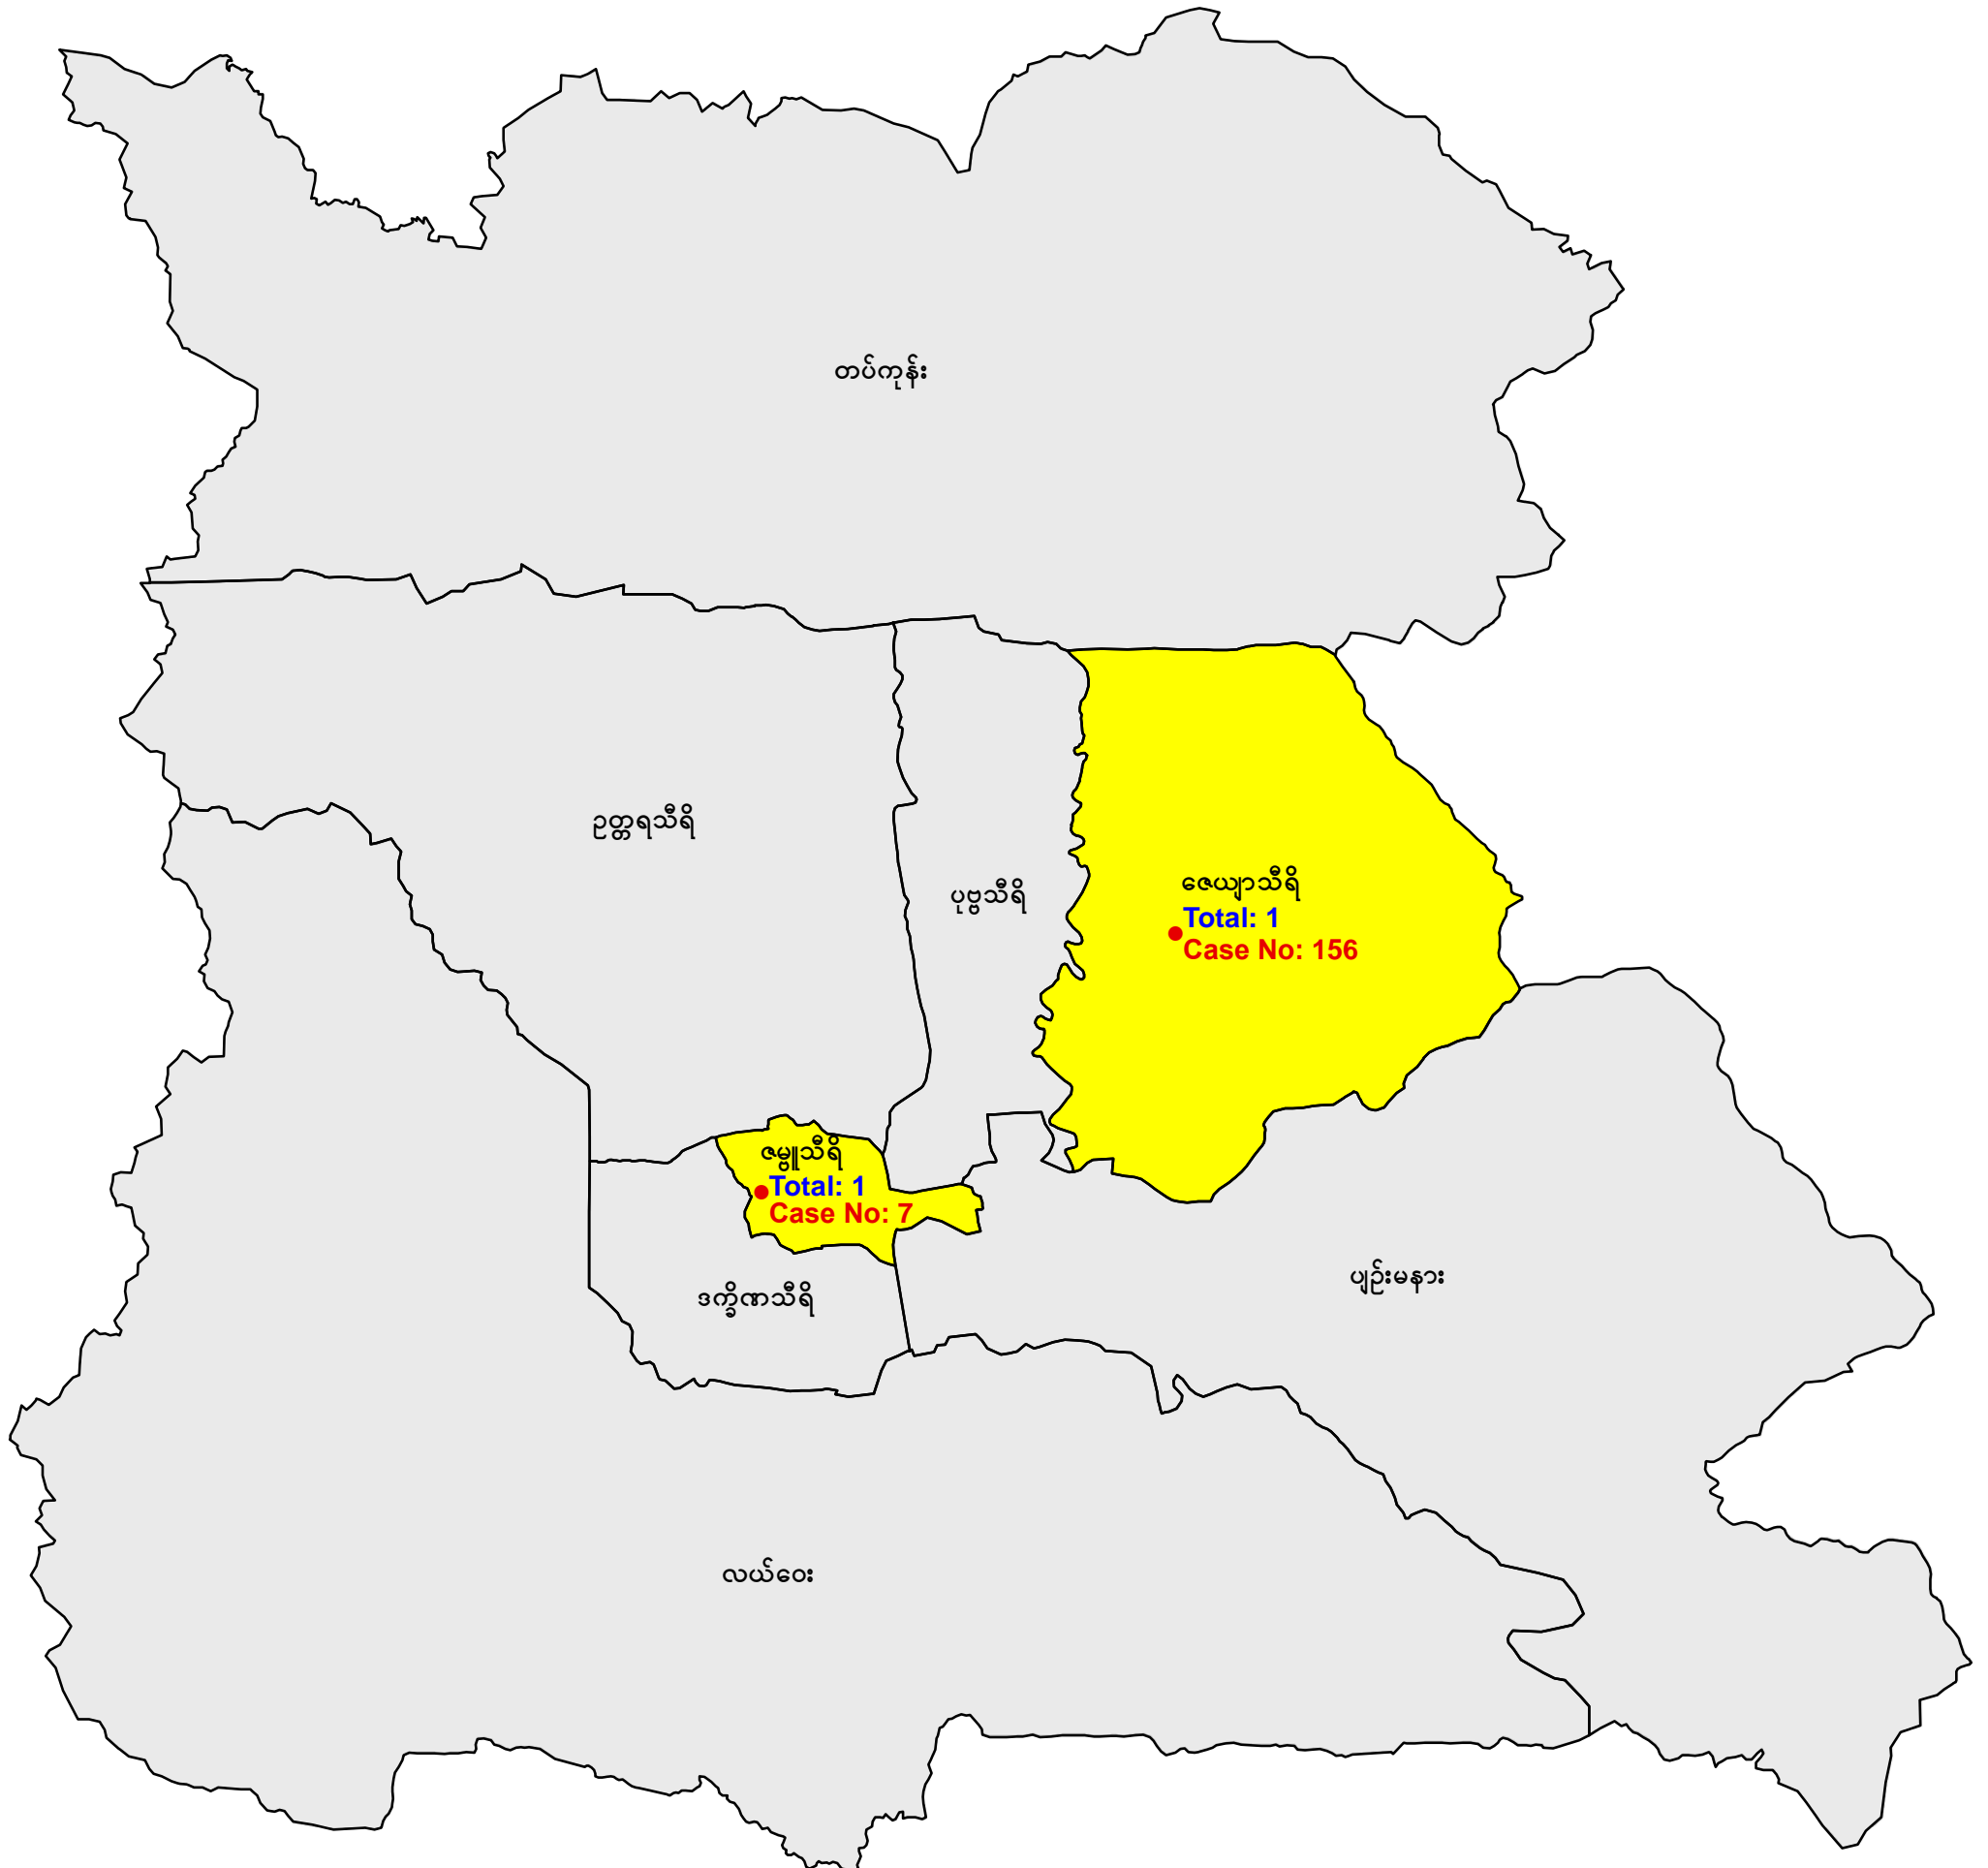 တပ်ကုန်း
ဥတ္တရသီရိ
ပုဗ္ဗသီရိ
ဇေယျာသီရိ
Total: 1
Case No: 156
ဇမ္ဗူသီရိ
Total: 1
Case No: 7
ဒက္ခိဏသီရိ
ပျဉ်းမနား
လယ်ဝေး